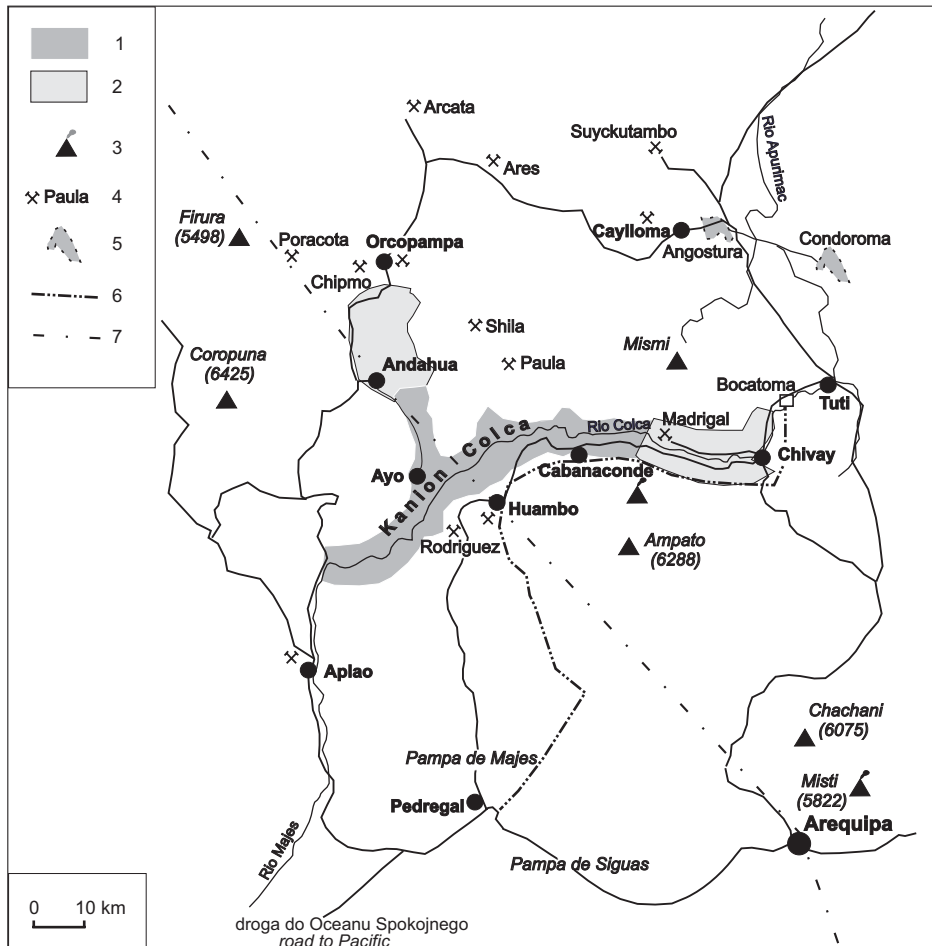 1
2
3
Paula 4
5
6
7
Arcata
Suyckutambo
Ares
Rio Apurimac
Firura
(5498)
Poracota
Orcopampa
Chipmo
Caylloma
Angostura
Condoroma
Shila
Paula
Mismi
Coropuna
(6425)
Andahua
Bocatoma
Tuti
Rio Colca
Madrigal
Chivay
Kanion Colca
Cabanaconde
Ayo
Huambo
Rodriguez
Ampato
(6288)
Aplao
Chachani
(6075)
Pampa de Majes
Misti
(5822)
Pedregal
Arequipa
Rio Majes
Pampa de Siguas
0 10 km
droga do Oceanu Spokojnego
road to Pacific